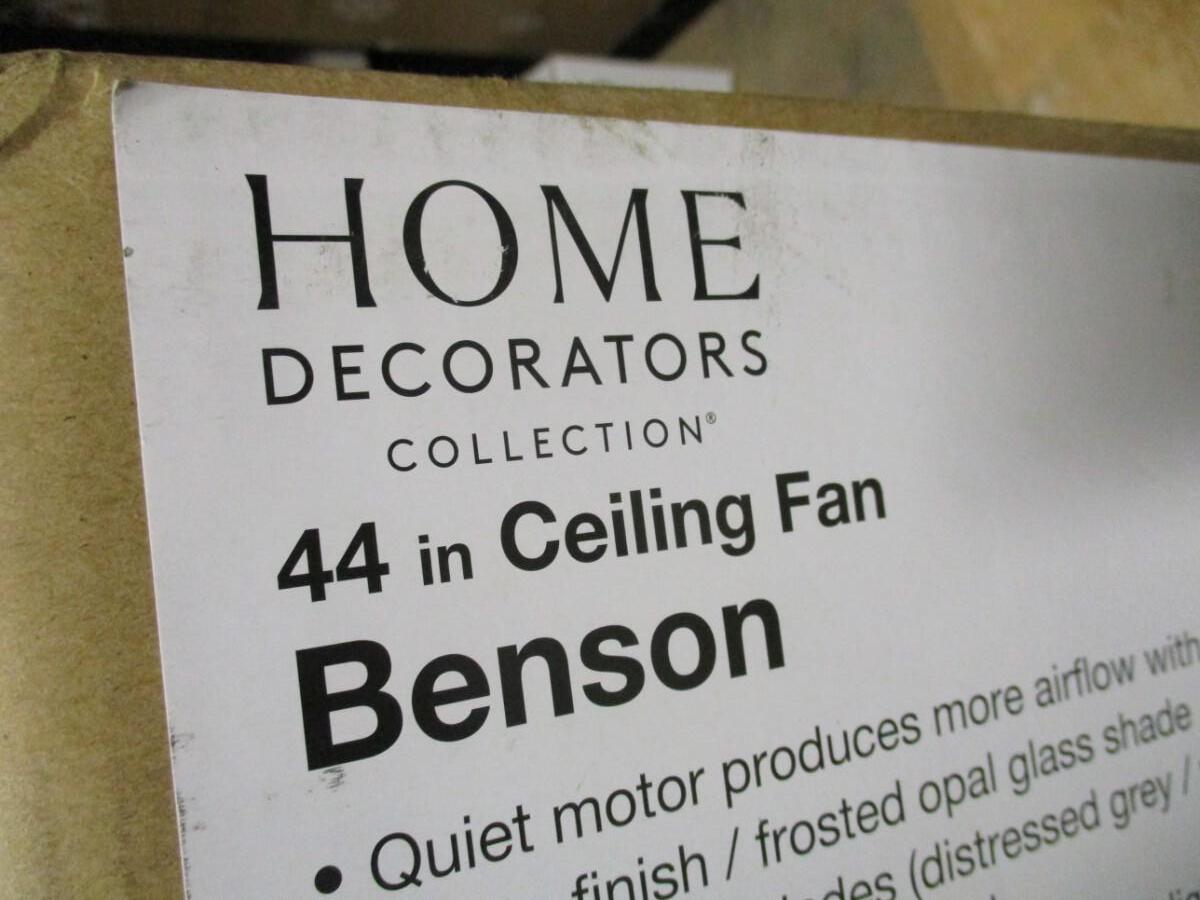 HOME
DECORATORS
COLLECTION®
44 in Ceiling Fan
Benson
• Quiet motor produces more airflow with
finish / frosted opal glass shade
(distressed grey /